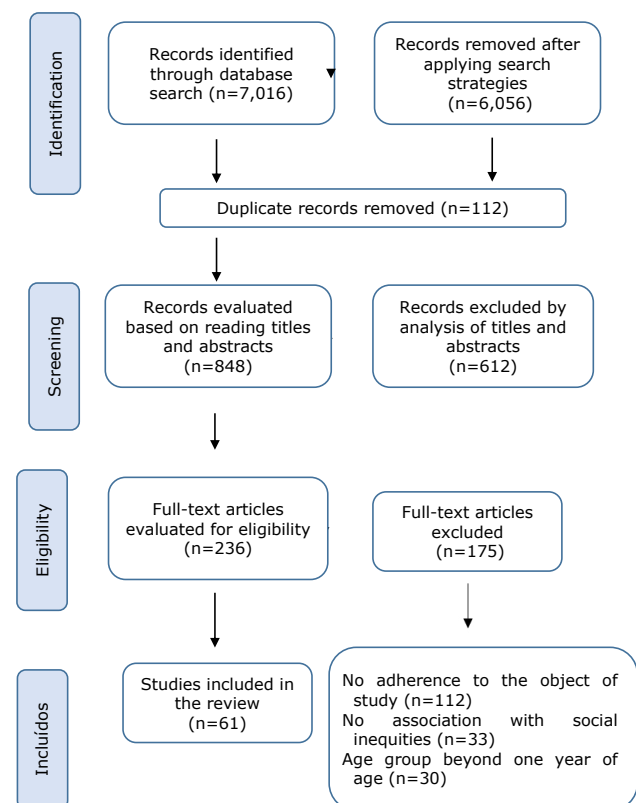 Identification
Records identified
through database
search (n=7,016)
Records removed after
applying search
strategies
(n=6,056)
Duplicate records removed (n=112)
Screening
Records evaluated
based on reading titles
and abstracts
(n=848)
Records excluded by
analysis of titles and
abstracts
(n=612)
Eligibility
Full-text articles
evaluated for eligibility
(n=236)
Full-text articles
excluded
(n=175)
Incluídos
Studies included in
the review
(n=61)
No adherence to the object of
study (n=112)
No association with social
inequities (n=33)
Age group beyond one year of
age (n=30)